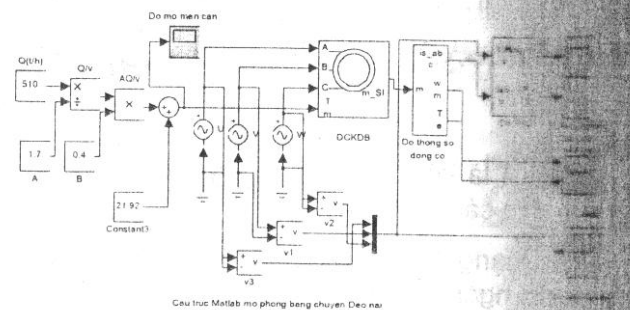 Do mo men can
Q(t/h)
510
Q/v
×
÷
AQ/v
×
+
+
1.7
A
0.4
B
21.92
Constant3
U
V
W
A
B
C
T
m
m_SI
DCKDB
m
is_ab
c
w
m
T
e
Do thong so
dong co
+
-
v
v2
+
-
v
v1
+
-
v
v3
Cau truc Matlab mo phong bang chuyen Deo nai